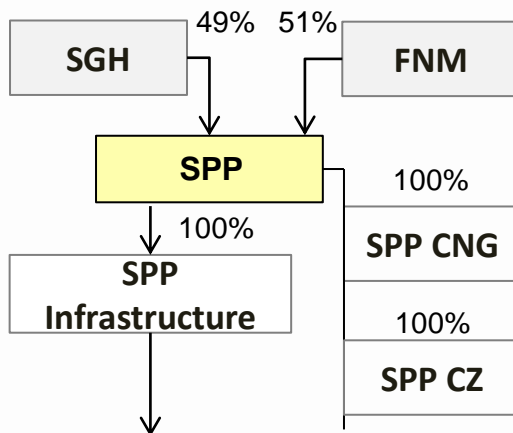 49% 51%
SGH
FNM
SPP
100%
100%
SPP
Infrastructure
SPP CNG
100%
SPP CZ